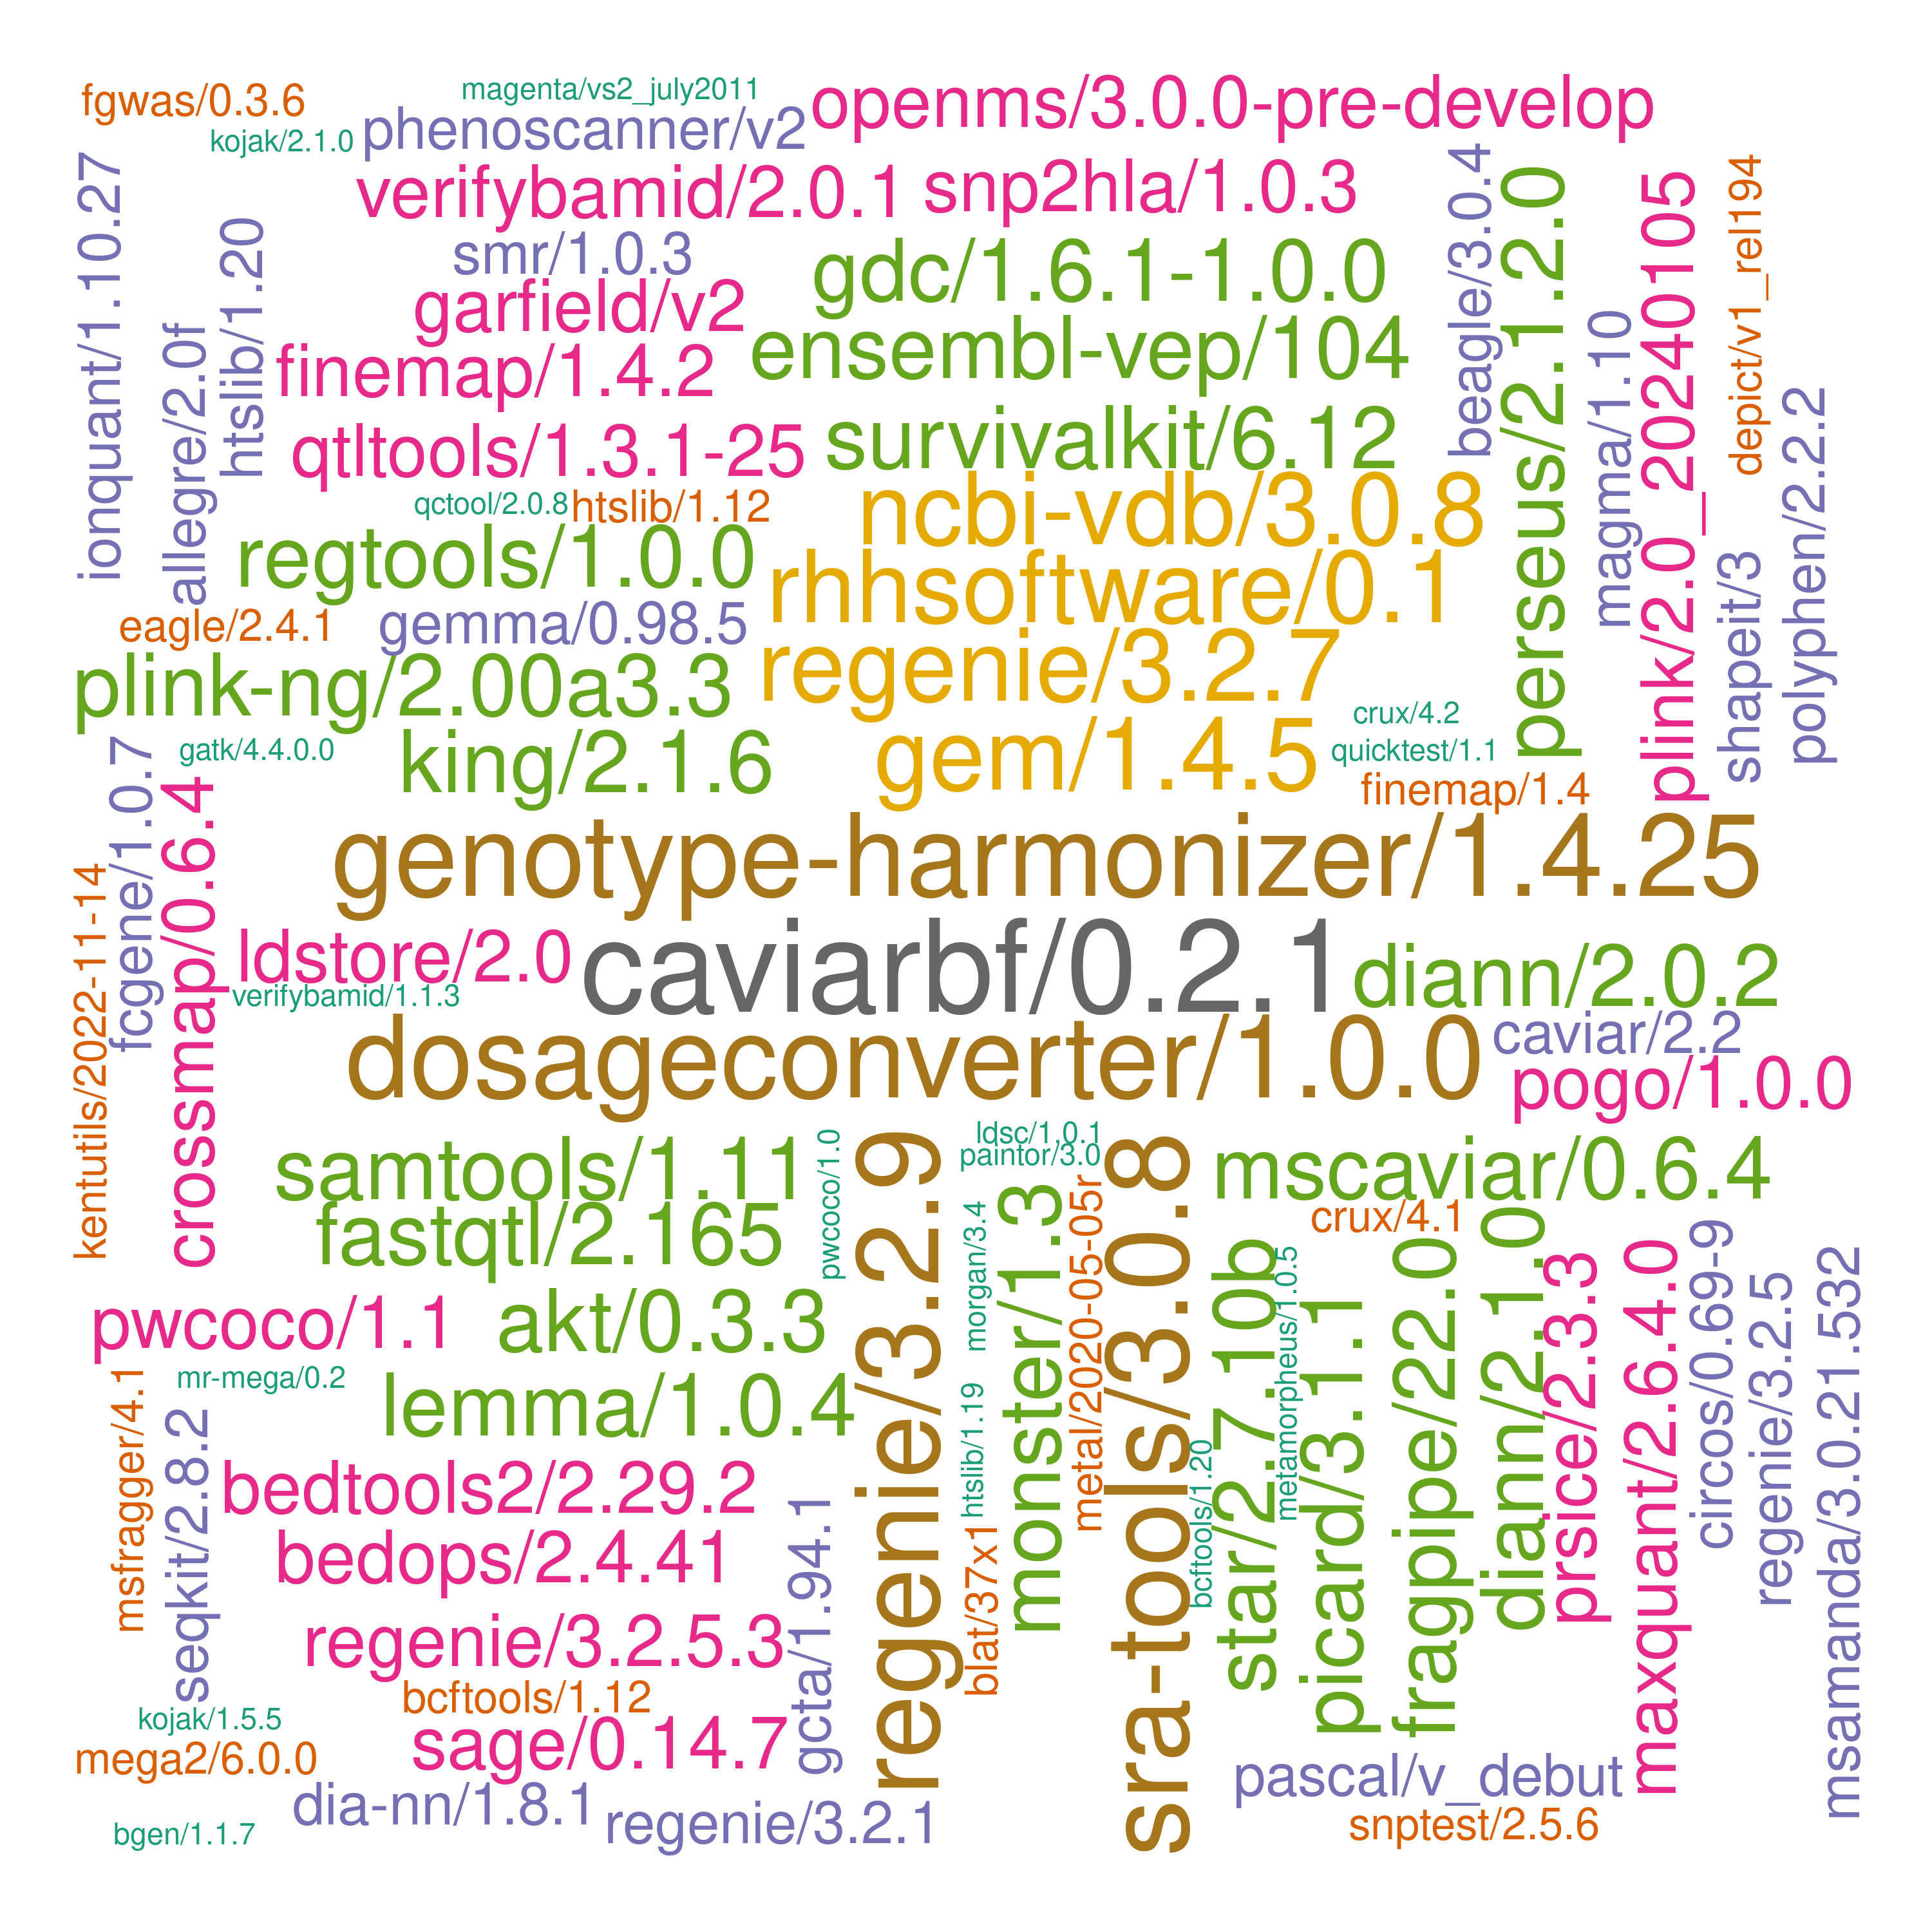 fgwas/0.3.6
magenta/vs2_july2011
openms/3.0.0-pre-develop
kojak/2.1.0
phenoscanner/v2
verifybamid/2.0.1
snp2hla/1.0.3
ionquant/1.10.27
allegre/2.0f
htslib/1.20
smr/1.0.3
gdc/1.6.1-1.0.0
garfield/v2
ensembl-vep/104
finemap/1.4.2
beagle/3.0.4
perseus/2.1.2.0
magma/1.10
plink/2.0_20240105
depict/v1_rel194
shapeit/3
polyphen/2.2.2
qtltools/1.3.1-25
survivalkit/6.12
qctool/2.0.8
htslib/1.12
ncbi-vdb/3.0.8
regtools/1.0.0
rhhsoftware/0.1
eagle/2.4.1
gemma/0.98.5
regenie/3.2.7
plink-ng/2.00a3.3
crux/4.2
gatk/4.4.0.0
king/2.1.6
gem/1.4.5
quicktest/1.1
finemap/1.4
genotype-harmonizer/1.4.25
kentutils/2022-11-14
fcgene/1.0.7
crossmap/0.6.4
ldstore/2.0
caviarbf/0.2.1
diann/2.0.2
verifybamid/1.1.3
dosageconverter/1.0.0
caviar/2.2
pogo/1.0.0
samtools/1.11
pwcoco/1.0
regenie/3.2.9
ldsc/1.0.1
paintor/3.0
sra-tools/3.0.8
mscaviar/0.6.4
fastqtl/2.165
morgan/3.4
monster/1.3
metal/2020-05-05r
crux/4.1
pwcoco/1.1
akt/0.3.3
star/2.7.10b
metamorpheus/1.0.5
picard/3.1.1
fragpipe/22.0
diann/2.1.0
prsice/2.3.3
maxquant/2.6.4.0
circos/0.69-9
regenie/3.2.5
msamanda/3.0.21.532
msfragger/4.1
mr-mega/0.2
seqkit/2.8.2
lemma/1.0.4
htslib/1.19
bcftools/1.20
bedtools2/2.29.2
gcta/1.94.1
blat/37x1
bedops/2.4.41
regenie/3.2.5.3
bcftools/1.12
kojak/1.5.5
sage/0.14.7
mega2/6.0.0
pascal/v_debut
dia-nn/1.8.1
regenie/3.2.1
snptest/2.5.6
bgen/1.1.7